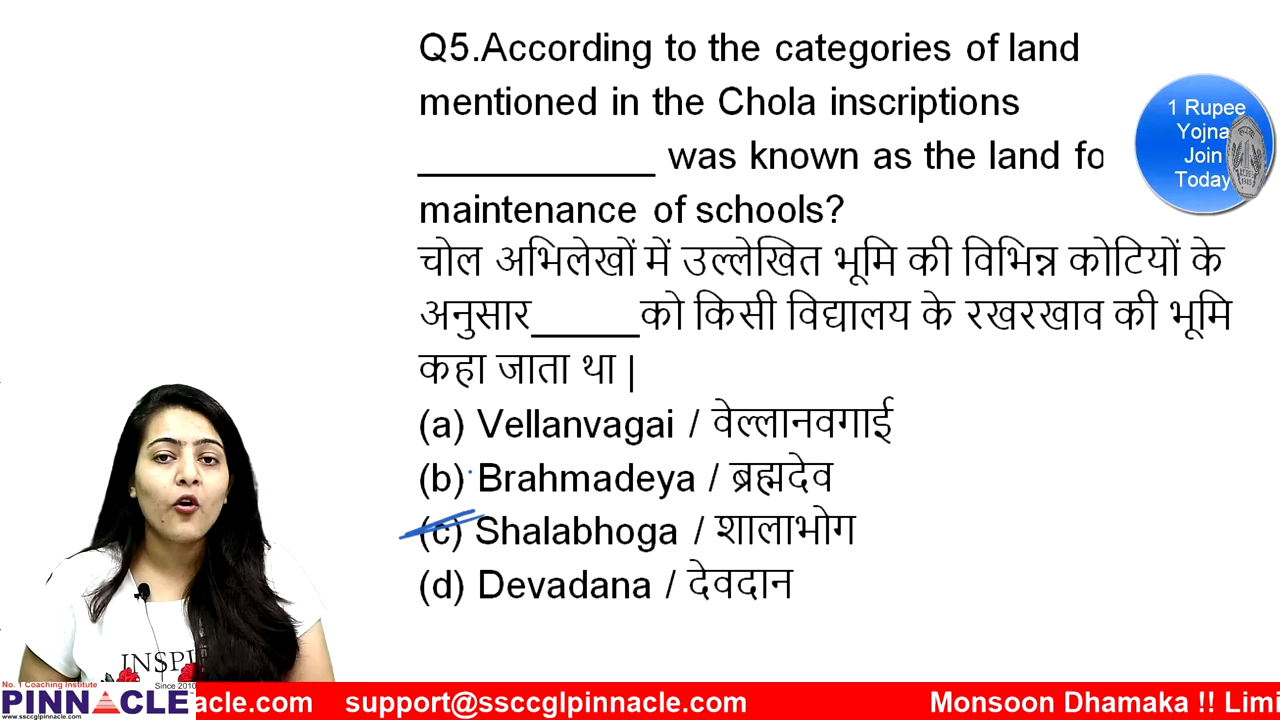 Q5.According to the categories of land
mentioned in the Chola inscriptions
___________ was known as the land fo
maintenance of schools?
चोल अभिलेखों में उल्लेखित भूमि की विभिन्न कोटियों के
अनुसार_____को किसी विद्यालय के रखरखाव की भूमि
कहा जाता था |
(a) Vellanvagai / वेल्लानवगाई
(b) Brahmadeya / ब्रह्मदेव
(c) Shalabhoga / शालाभोग
(d) Devadana / देवदान
1 Rupee
Yojna
Join
Today
INSPI
No. 1 Coaching Institute
Since 2010
PINNACLE
www.ssccglpinnacle.com
acle.com support@ssccglpinnacle.com Monsoon Dhamaka !! Limi